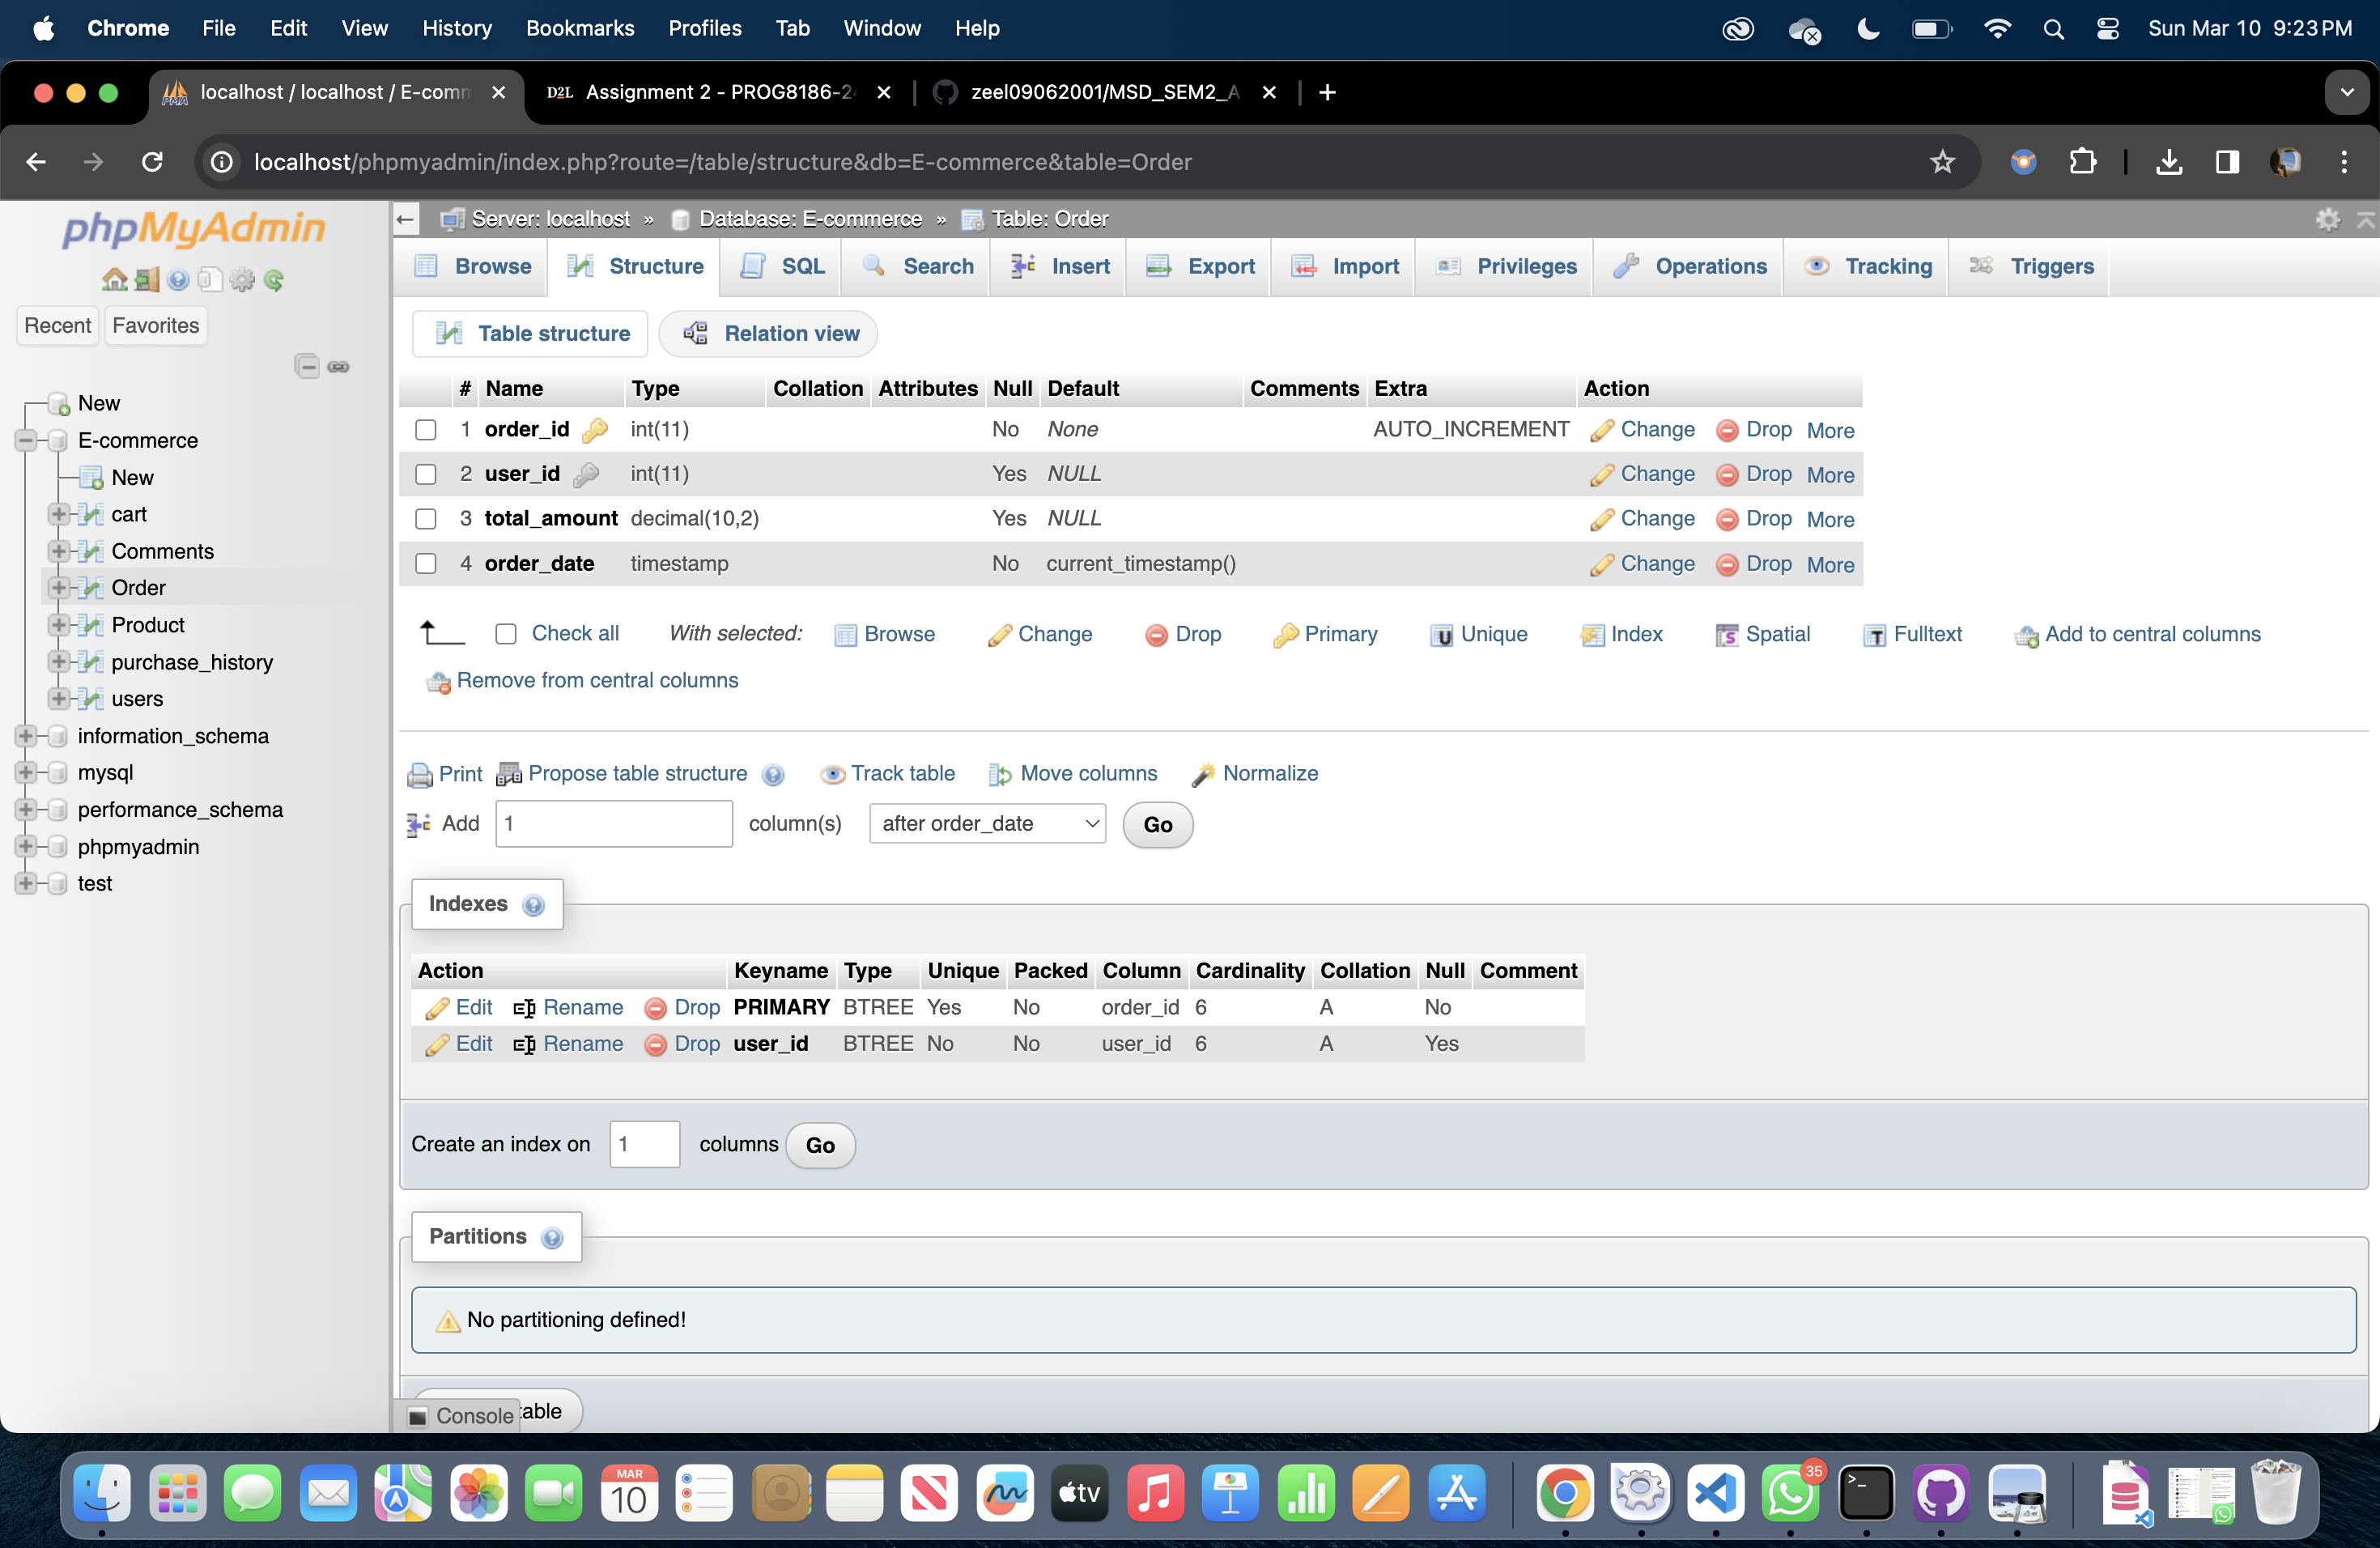 Chrome File Edit View History Bookmarks Profiles Tab Window Help Sun Mar 10 9:23 PM
localhost / localhost / E-comm D2L Assignment 2 - PROG8186-24 zeel09062001/MSD_SEM2_A
localhost/phpmyadmin/index.php?route=/table/structure&db=E-commerce&table=Order
phpMyAdmin
Recent Favorites
New
E-commerce
New
cart
Comments
Order
Product
purchase_history
users
information_schema
mysql
performance_schema
phpmyadmin
test
Server: localhost » Database: E-commerce » Table: Order
Browse Structure SQL Search Insert Export Import Privileges Operations Tracking Triggers
Table structure Relation view
# Name Type Collation Attributes Null Default Comments Extra Action
1 order_id int(11) No None AUTO_INCREMENT Change Drop More
2 user_id int(11) Yes NULL Change Drop More
3 total_amount decimal(10,2) Yes NULL Change Drop More
4 order_date timestamp No current_timestamp() Change Drop More
Check all With selected: Browse Change Drop Primary Unique Index Spatial Fulltext Add to central columns
Remove from central columns
Print Propose table structure Track table Move columns Normalize
Add 1 column(s) after order_date Go
Indexes
Action Keyname Type Unique Packed Column Cardinality Collation Null Comment
Edit Rename Drop PRIMARY BTREE Yes No order_id 6 A No
Edit Rename Drop user_id BTREE No No user_id 6 A Yes
Create an index on 1 columns Go
Partitions
No partitioning defined!
Console table
MAR
10
tv
35